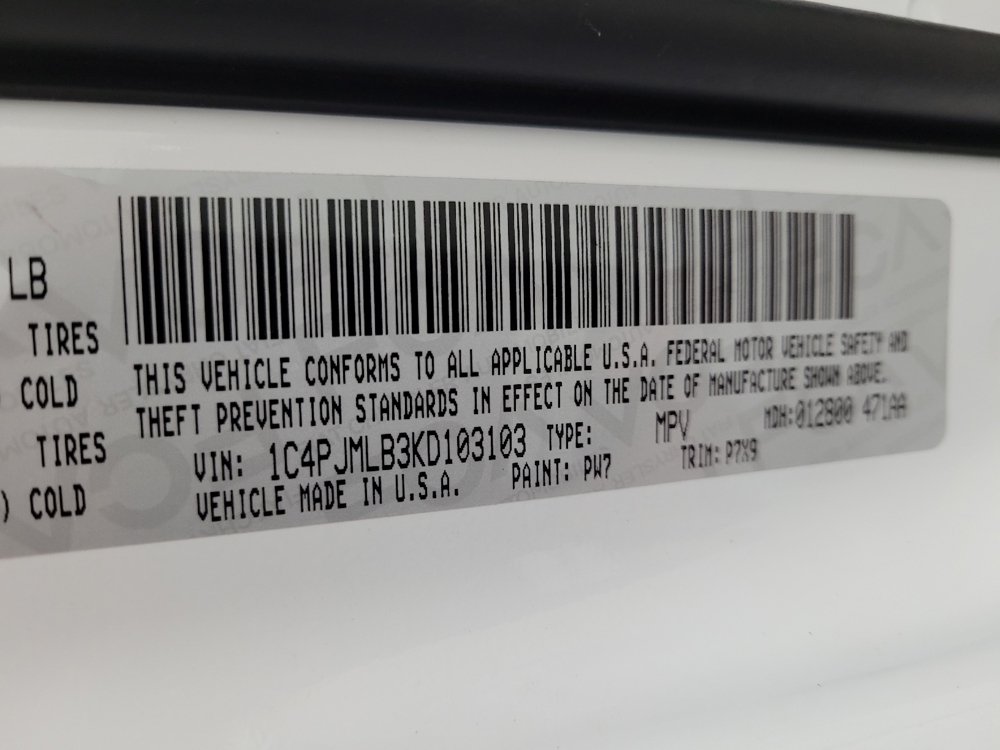 LB
TIRES
) COLD
TIRES
) COLD
THIS VEHICLE CONFORMS TO ALL APPLICABLE U.S.A. FEDERAL MOTOR VEHICLE SAFETY AND
THEFT PREVENTION STANDARDS IN EFFECT ON THE DATE OF MANUFACTURE SHOWN ABOVE.
VIN: 1C4PJMLB3KD103103 TYPE: MPV MDH:012800 471AA
VEHICLE MADE IN U.S.A. PAINT: PW7 TRIM: P7X9